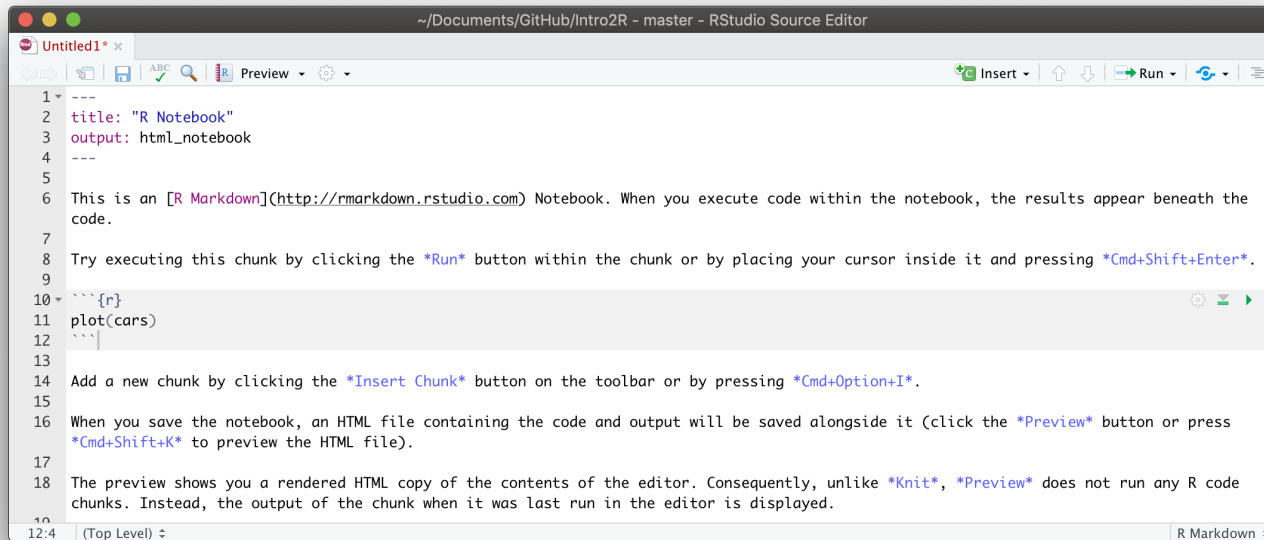 ~/Documents/GitHub/Intro2R - master - RStudio Source Editor
Untitled1*
ABC
R Preview
C Insert
Run
1 ---
2 title: "R Notebook"
3 output: html_notebook
4 ---
5
6 This is an [R Markdown](http://rmarkdown.rstudio.com) Notebook. When you execute code within the notebook, the results appear beneath the
code.
7
8 Try executing this chunk by clicking the *Run* button within the chunk or by placing your cursor inside it and pressing *Cmd+Shift+Enter*.
9
10 ```{r}
11 plot(cars)
12 ```
13
14 Add a new chunk by clicking the *Insert Chunk* button on the toolbar or by pressing *Cmd+Option+I*.
15
16 When you save the notebook, an HTML file containing the code and output will be saved alongside it (click the *Preview* button or press
*Cmd+Shift+K* to preview the HTML file).
17
18 The preview shows you a rendered HTML copy of the contents of the editor. Consequently, unlike *Knit*, *Preview* does not run any R code
chunks. Instead, the output of the chunk when it was last run in the editor is displayed.
12:4 (Top Level) R Markdown